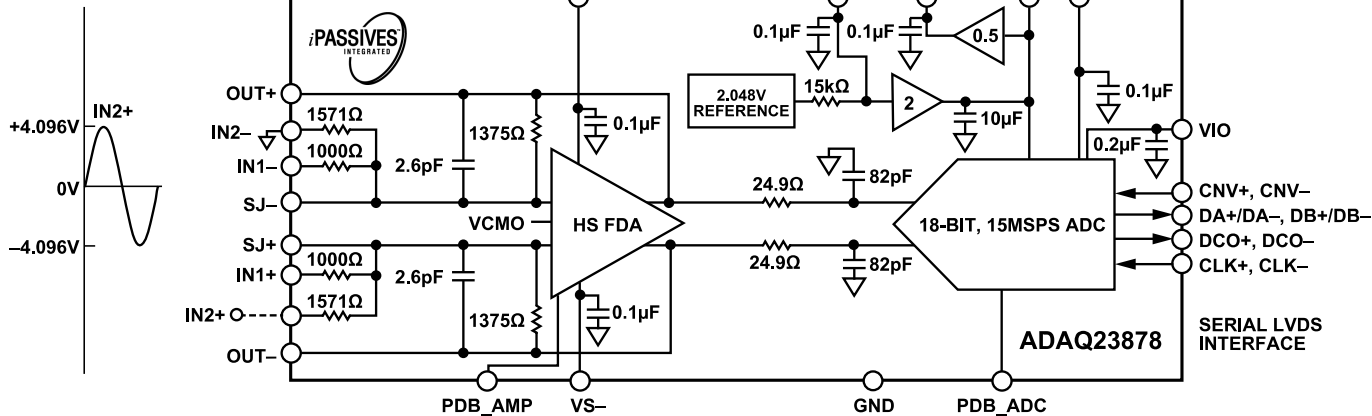 iPASSIVES™
INTEGRATED
0.1µF
0.1µF
0.5
IN2+
+4.096V
0V
–4.096V
OUT+
IN2–
IN1–
SJ–
SJ+
IN1+
IN2+
OUT–
1571Ω
1000Ω
1000Ω
1571Ω
2.6pF
2.6pF
1375Ω
1375Ω
0.1µF
0.1µF
VCMO
HS FDA
2.048V
REFERENCE
15kΩ
2
10µF
0.1µF
0.2µF
24.9Ω
24.9Ω
82pF
82pF
18-BIT, 15MSPS ADC
VIO
CNV+, CNV–
DA+/DA–, DB+/DB–
DCO+, DCO–
CLK+, CLK–
SERIAL LVDS
INTERFACE
ADAQ23878
PDB_AMP
VS–
GND
PDB_ADC